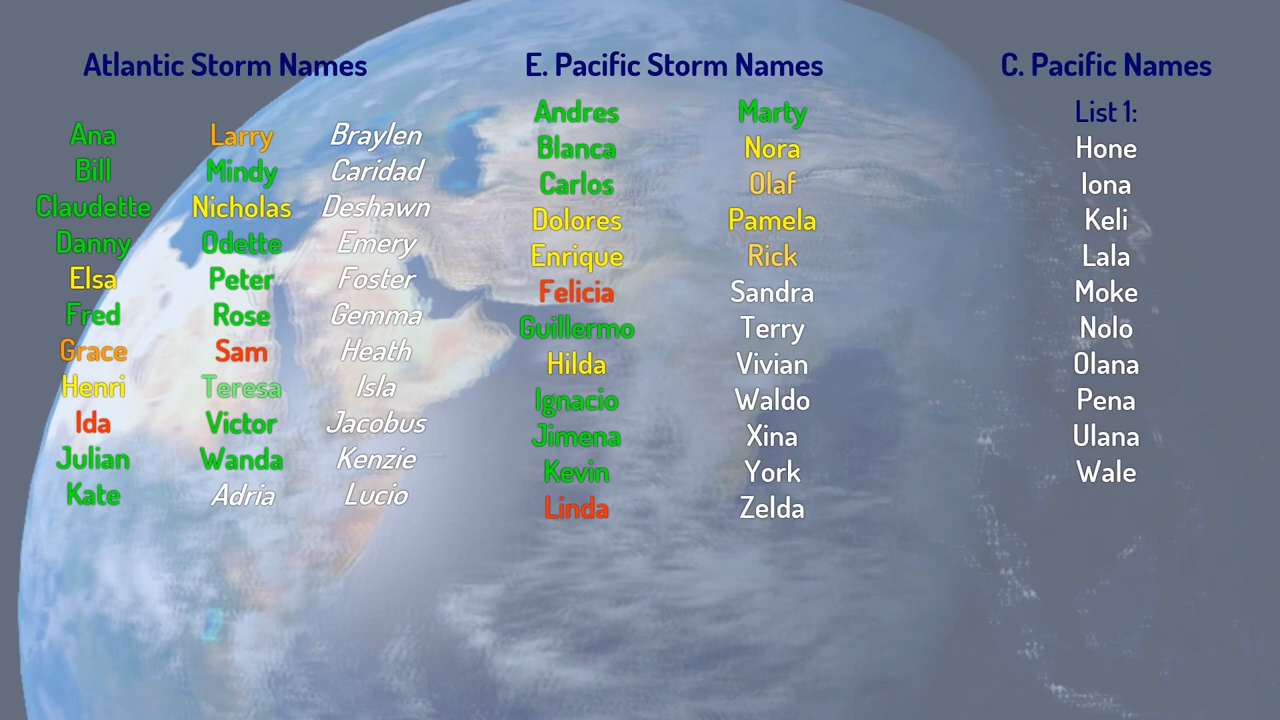 Atlantic Storm Names
Ana
Bill
Claudette
Danny
Elsa
Fred
Grace
Henri
Ida
Julian
Kate
Larry
Mindy
Nicholas
Odette
Peter
Rose
Sam
Teresa
Victor
Wanda
Adria
Braylen
Caridad
Deshawn
Emery
Foster
Gemma
Heath
Isla
Jacobus
Kenzie
Lucio
E. Pacific Storm Names
Andres
Blanca
Carlos
Dolores
Enrique
Felicia
Guillermo
Hilda
Ignacio
Jimena
Kevin
Linda
Marty
Nora
Olaf
Pamela
Rick
Sandra
Terry
Vivian
Waldo
Xina
York
Zelda
C. Pacific Names
List 1:
Hone
Iona
Keli
Lala
Moke
Nolo
Olana
Pena
Ulana
Wale